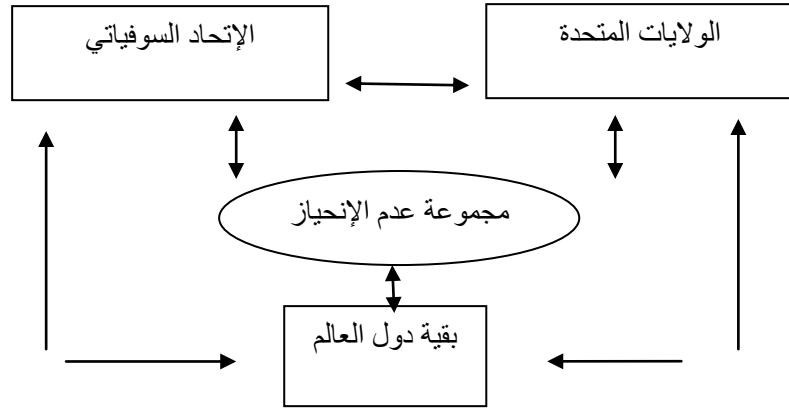 الولايات المتحدة
الإتحاد السوفياتي
مجموعة عدم الإنحياز
بقية دول العالم